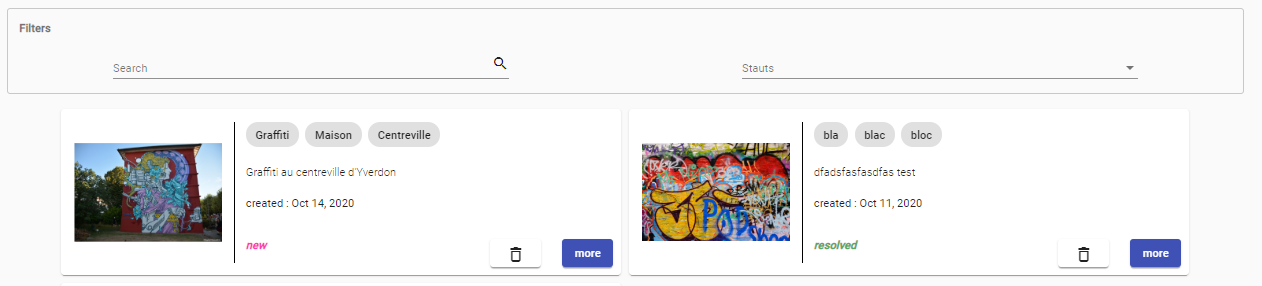 Filters
Search
Stauts
Graffiti Maison Centreville
Graffiti au centreville d'Yverdon
created : Oct 14, 2020
new
more
bla blac bloc
dfadsfasfasdfas test
created : Oct 11, 2020
resolved
more